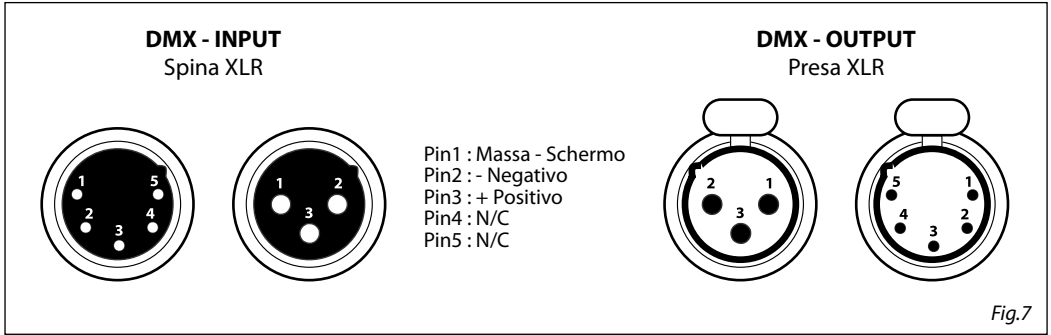 DMX - INPUT
Spina XLR
DMX - OUTPUT
Presa XLR
1 5
2 4
3
1 2
3
Pin1 : Massa - Schermo
Pin2 : - Negativo
Pin3 : + Positivo
Pin4 : N/C
Pin5 : N/C
2 1
3
5 1
4 2
3
Fig.7